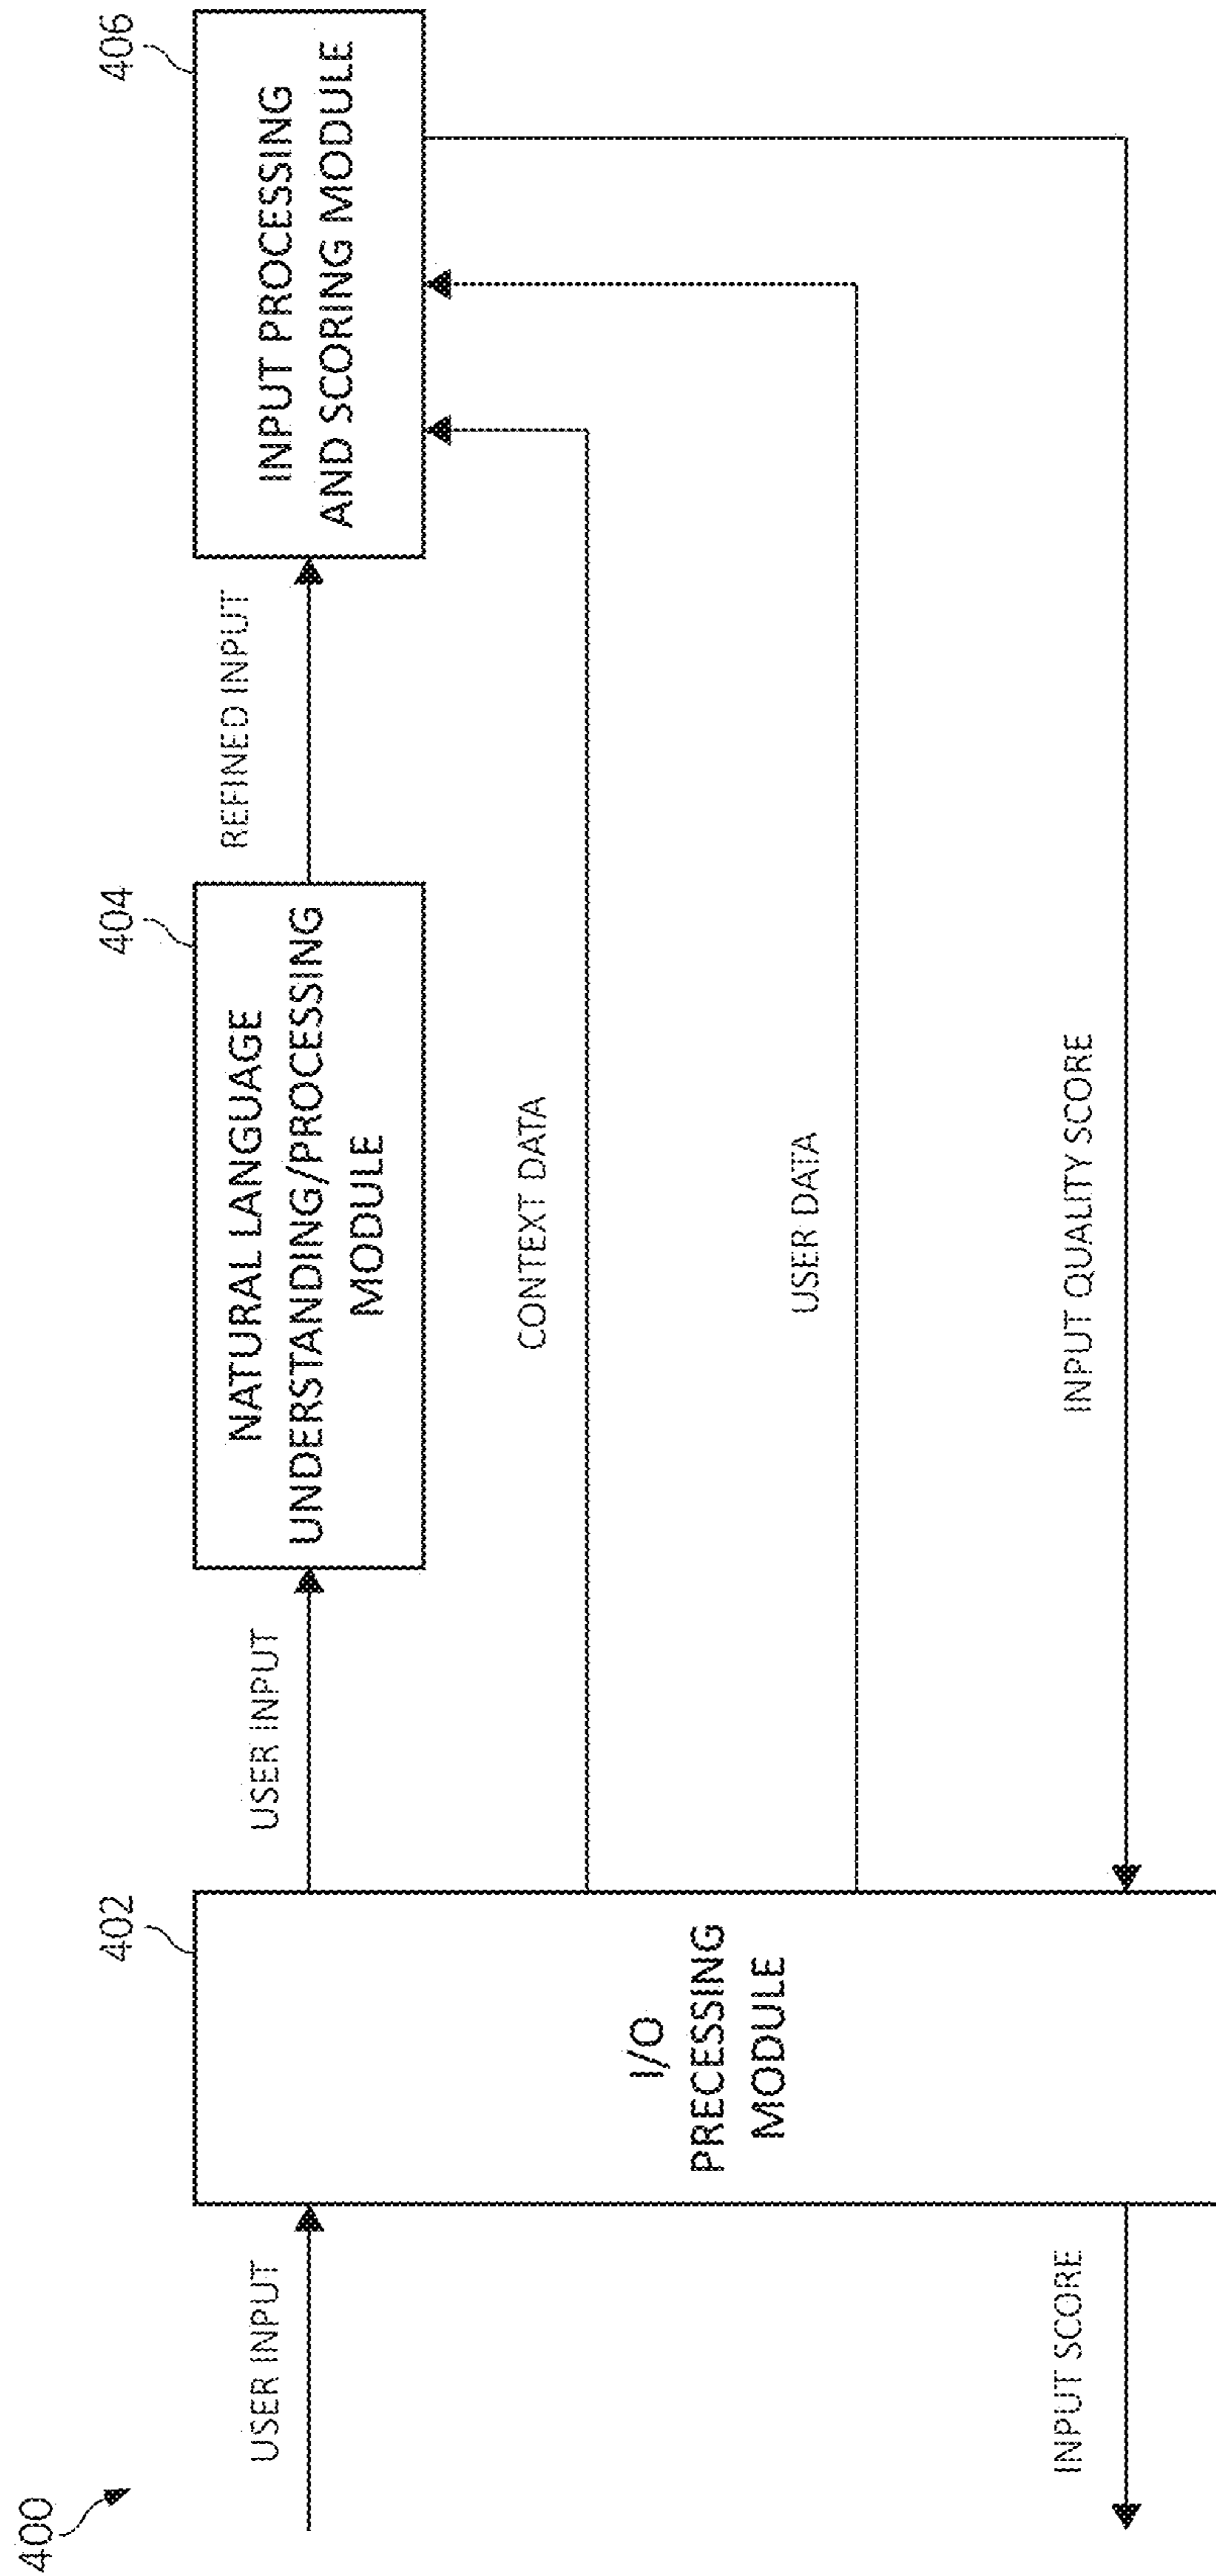 400
402
404
406
USER INPUT
I/O
PRECESSING
MODULE
INPUT SCORE
USER INPUT
NATURAL LANGUAGE
UNDERSTANDING/PROCESSING
MODULE
REFINED INPUT
INPUT PROCESSING
AND SCORING MODULE
CONTEXT DATA
USER DATA
INPUT QUALITY SCORE